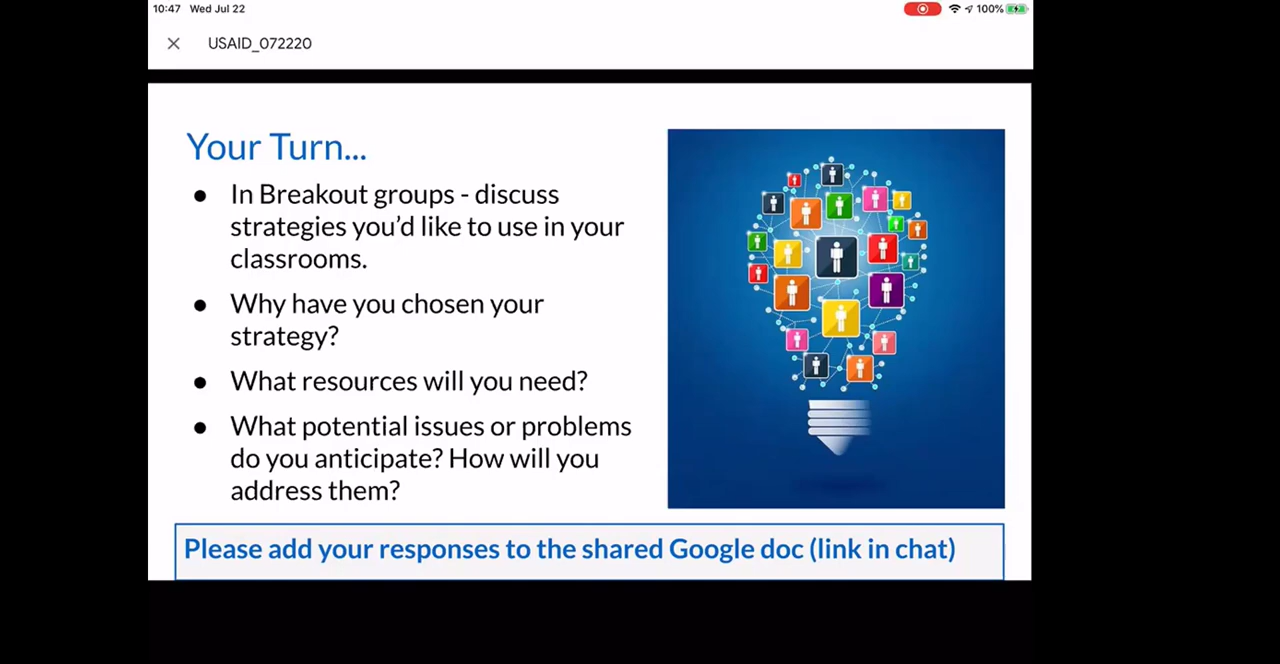 10:47 Wed Jul 22
100%
USAID_072220
Your Turn...
● In Breakout groups - discuss
strategies you’d like to use in your
classrooms.
● Why have you chosen your
strategy?
● What resources will you need?
● What potential issues or problems
do you anticipate? How will you
address them?
Please add your responses to the shared Google doc (link in chat)